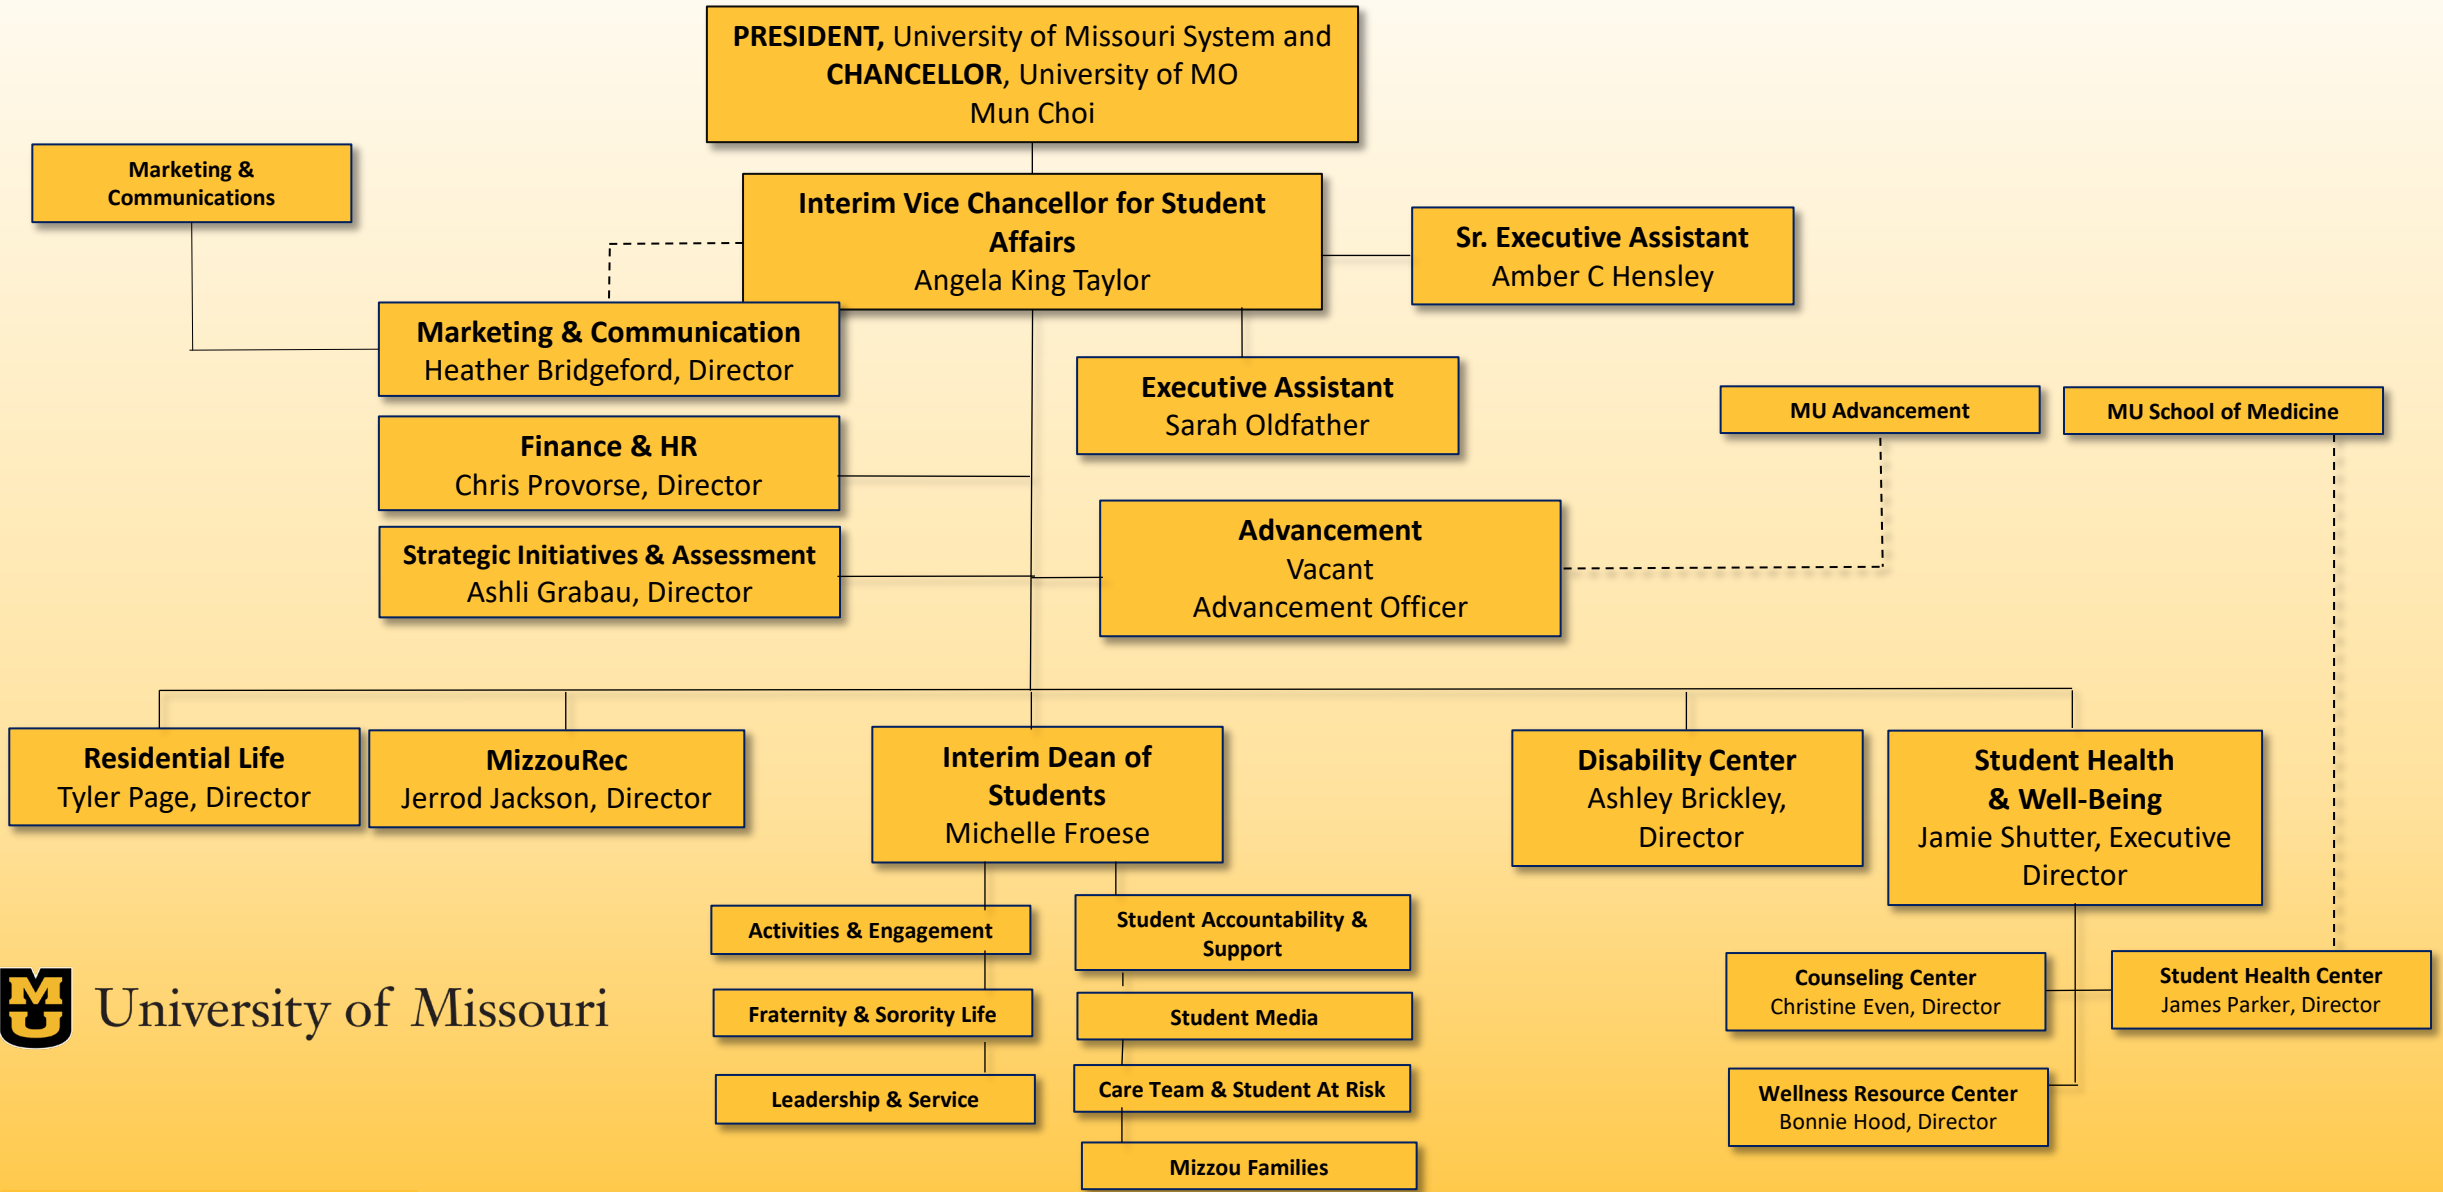 PRESIDENT, University of Missouri System and
CHANCELLOR, University of MO
Mun Choi
Marketing &
Communications
Interim Vice Chancellor for Student
Affairs
Angela King Taylor
Sr. Executive Assistant
Amber C Hensley
Marketing & Communication
Heather Bridgeford, Director
Executive Assistant
Sarah Oldfather
MU Advancement
MU School of Medicine
Finance & HR
Chris Provorse, Director
Strategic Initiatives & Assessment
Ashli Grabau, Director
Advancement
Vacant
Advancement Officer
Residential Life
Tyler Page, Director
MizzouRec
Jerrod Jackson, Director
Interim Dean of
Students
Michelle Froese
Disability Center
Ashley Brickley,
Director
Student Health
& Well-Being
Jamie Shutter, Executive
Director
Activities & Engagement
Fraternity & Sorority Life
Leadership & Service
Student Accountability &
Support
Student Media
Care Team & Student At Risk
Mizzou Families
Counseling Center
Christine Even, Director
Student Health Center
James Parker, Director
Wellness Resource Center
Bonnie Hood, Director
MU
University of Missouri